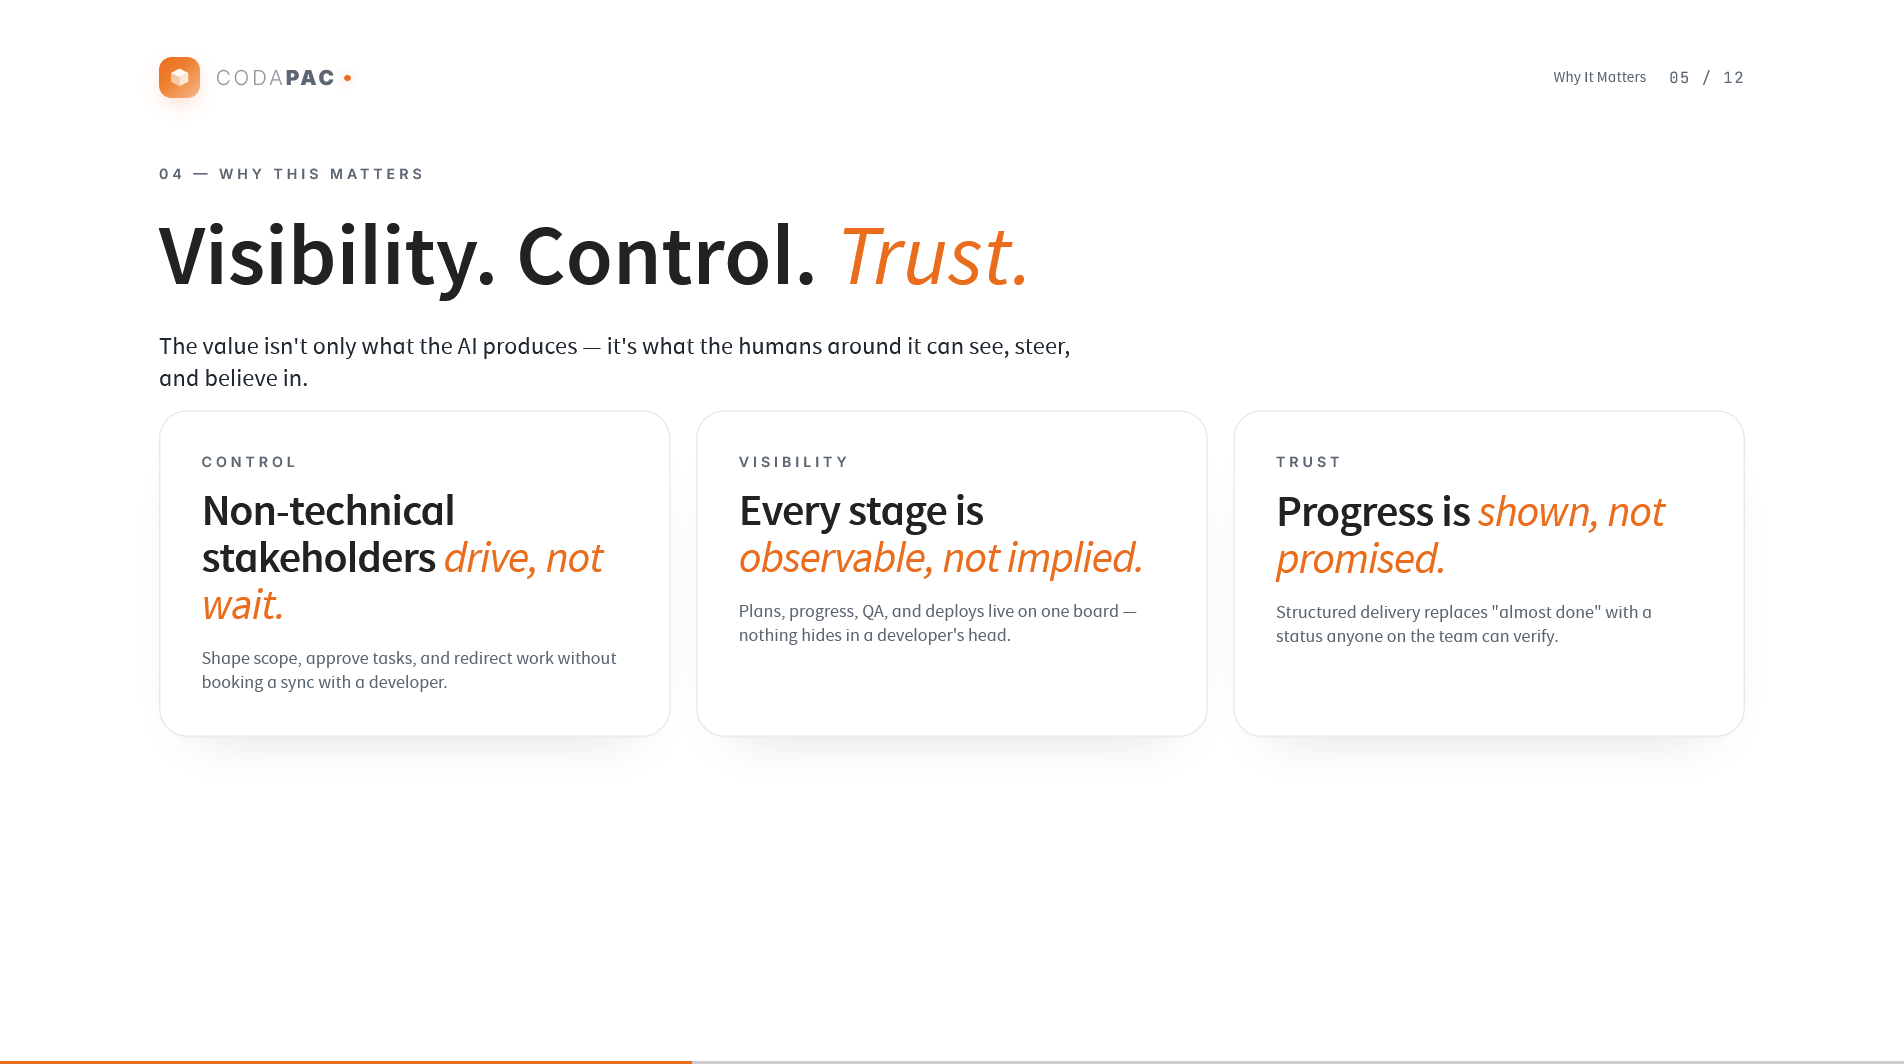 CODAPAC
Why It Matters 05 / 12
04 — WHY THIS MATTERS
Visibility. Control. Trust.
The value isn't only what the AI produces — it's what the humans around it can see, steer,
and believe in.
CONTROL
Non-technical
stakeholders drive, not
wait.
Shape scope, approve tasks, and redirect work without
booking a sync with a developer.
VISIBILITY
Every stage is
observable, not implied.
Plans, progress, QA, and deploys live on one board —
nothing hides in a developer's head.
TRUST
Progress is shown, not
promised.
Structured delivery replaces "almost done" with a
status anyone on the team can verify.